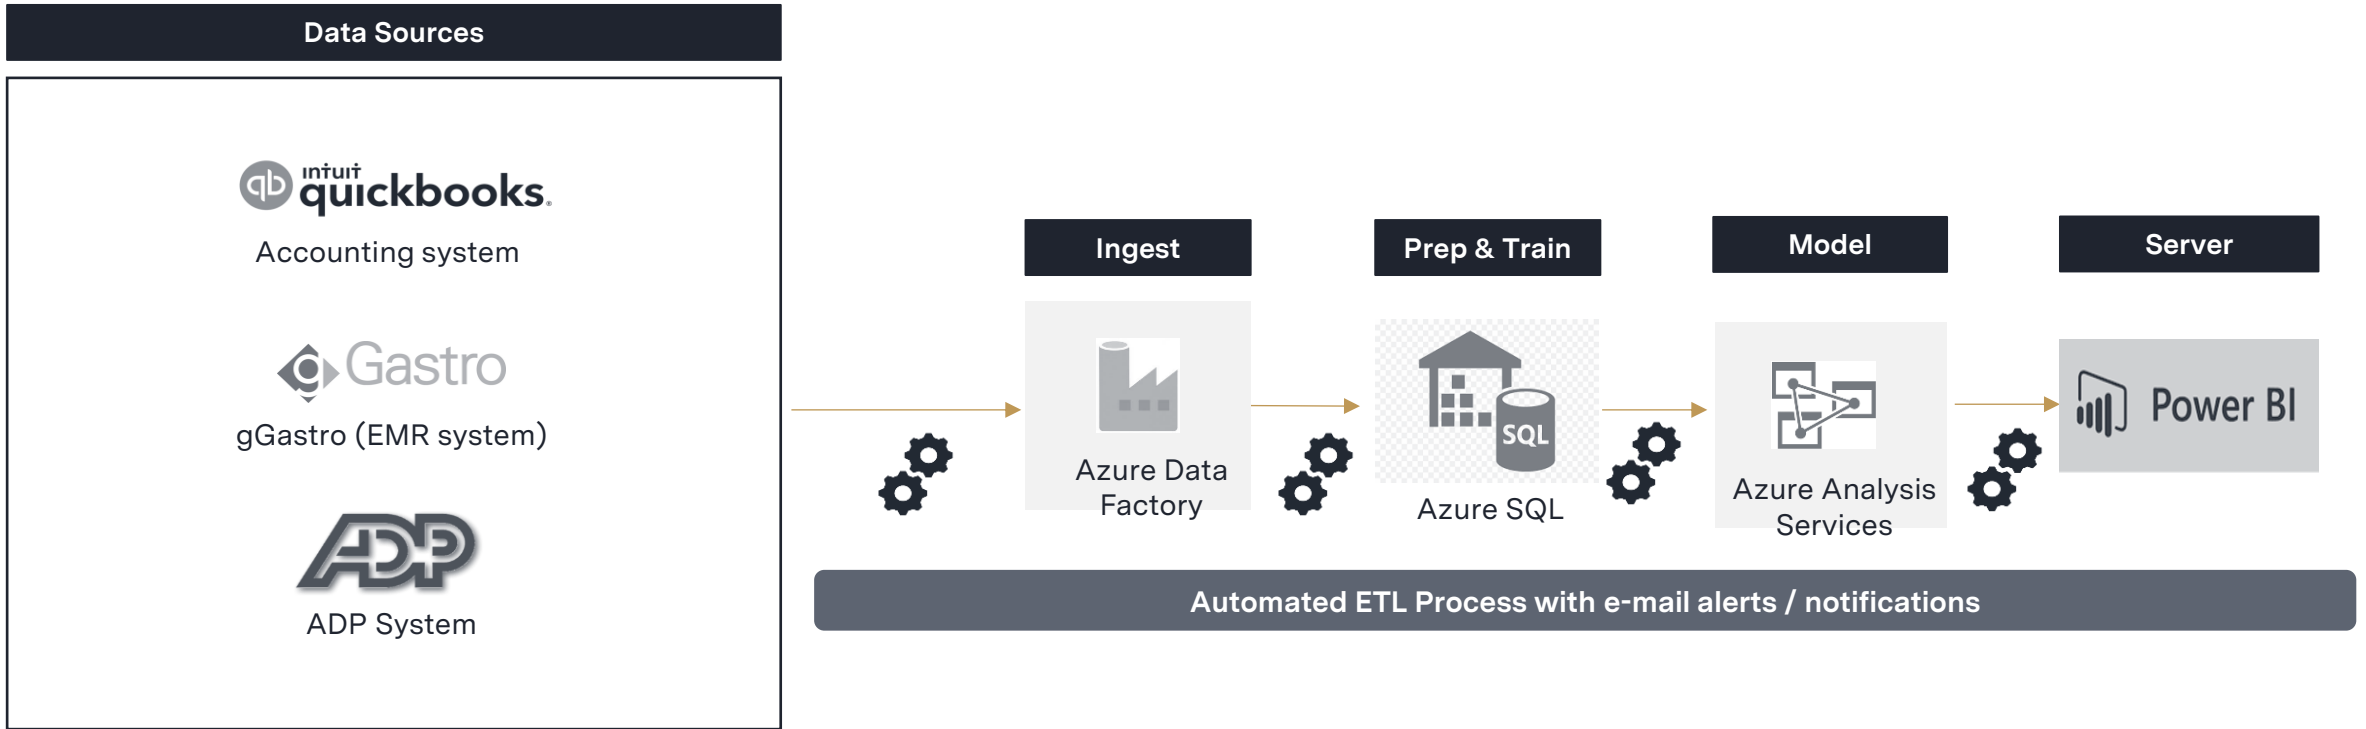 Data Sources
intuit
qb quickbooks.
Accounting system
g Gastro
gGastro (EMR system)
ADP
ADP System
Ingest
Azure Data
Factory
Prep & Train
SQL
Azure SQL
Model
Azure Analysis
Services
Server
Power BI
Automated ETL Process with e-mail alerts / notifications